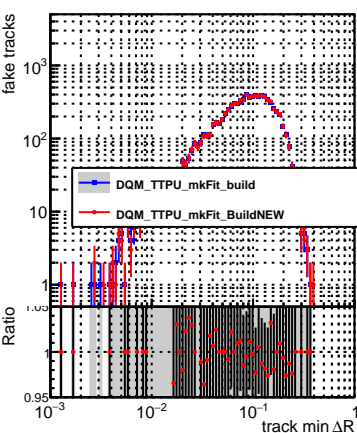 fake tracks
10³
10²
10
1
DQM_TTPU_mkFit_build
DQM_TTPU_mkFit_BuildNEW
Ratio
1.05
1
0.95
10⁻³ 10⁻² 10⁻¹ 1
track min ΔR